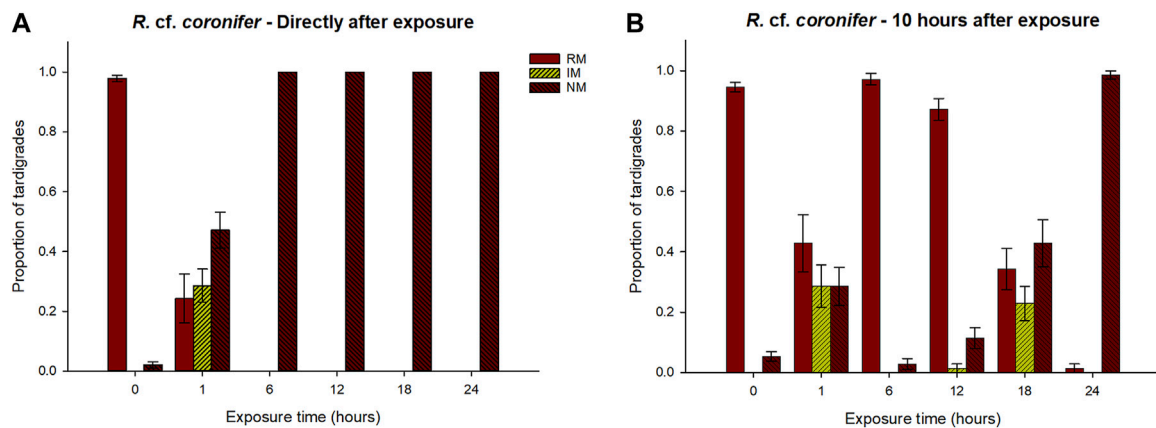 A
R. cf. coronifer - Directly after exposure
RM
IM
NM
1.0
0.8
0.6
0.4
0.2
0.0
Proportion of tardigrades
0 1 6 12 18 24
Exposure time (hours)
B
R. cf. coronifer - 10 hours after exposure
1.0
0.8
0.6
0.4
0.2
0.0
Proportion of tardigrades
0 1 6 12 18 24
Exposure time (hours)